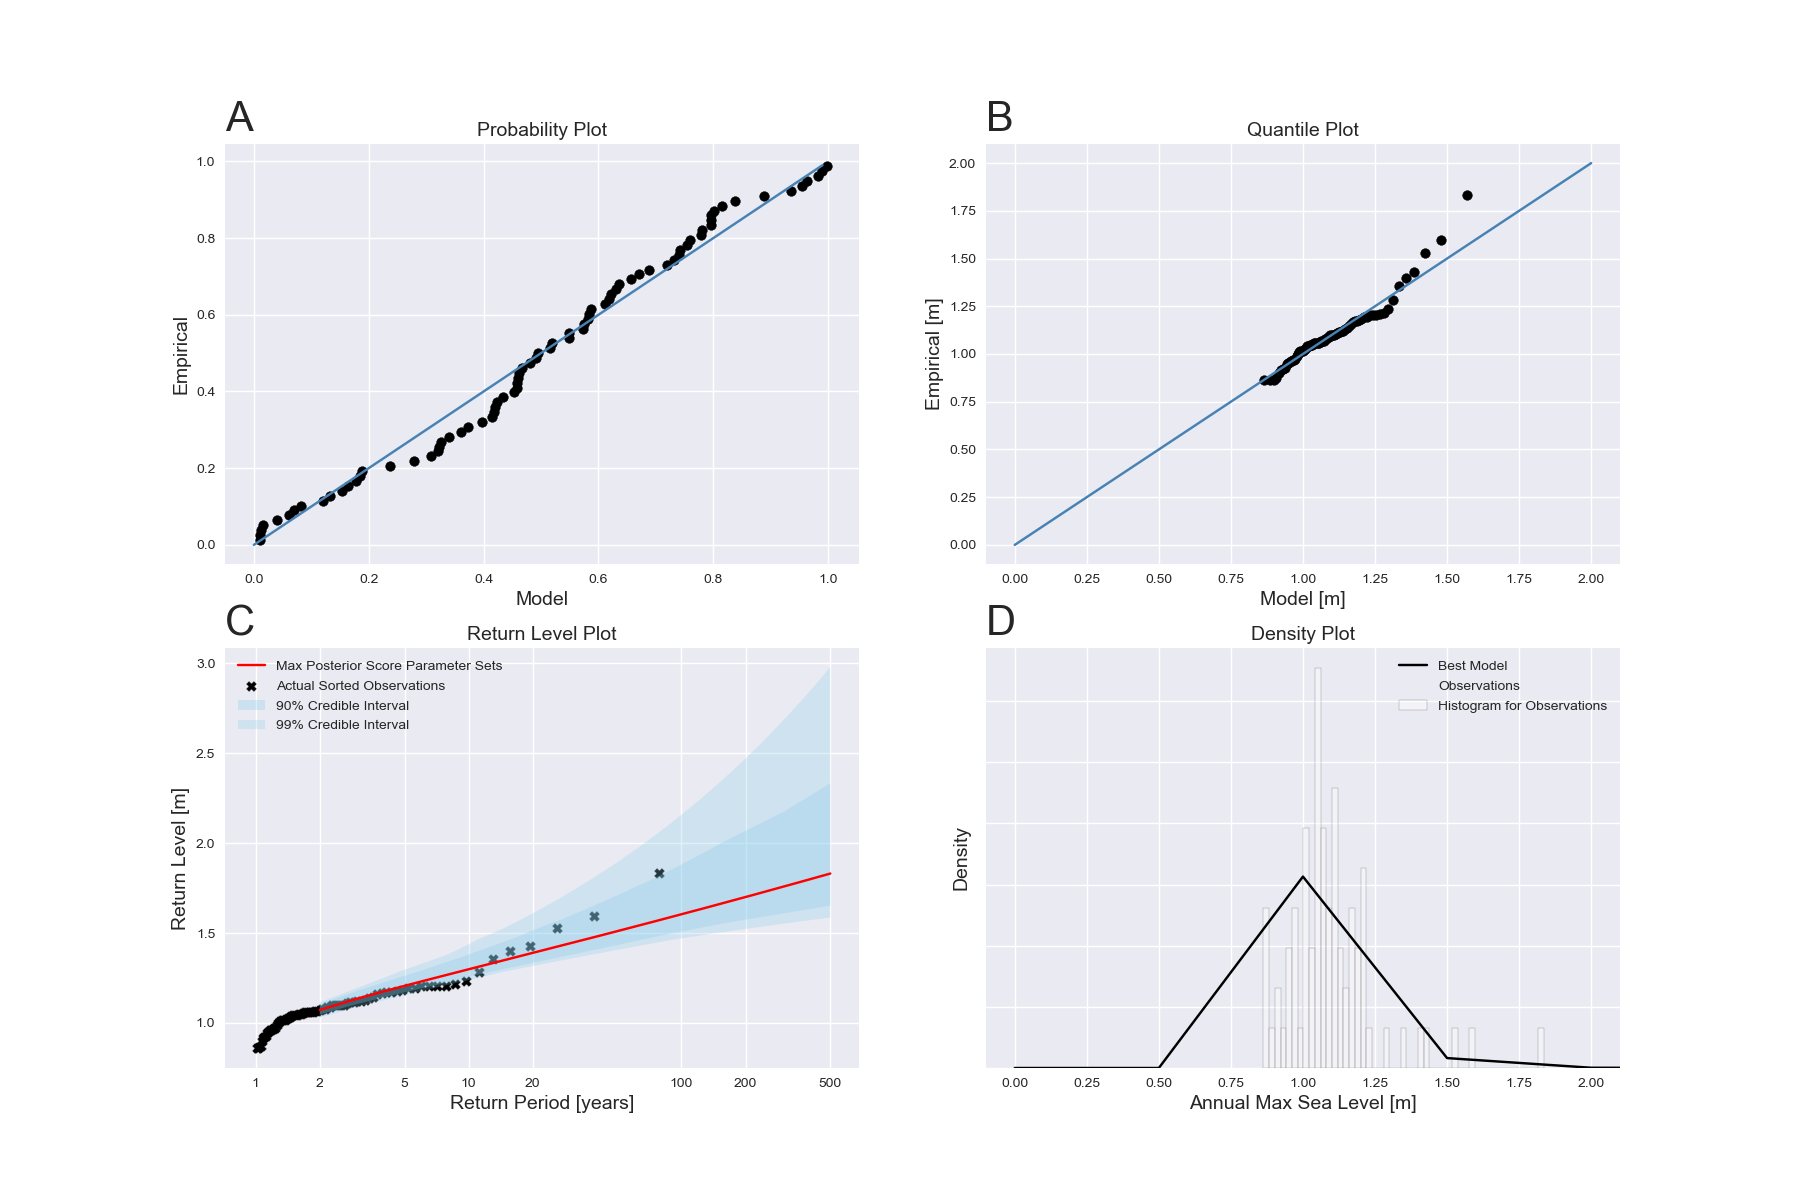 A
Probability Plot
1.0
0.8
0.6
0.4
0.2
0.0
Empirical
0.0 0.2 0.4 0.6 0.8 1.0
Model
B
Quantile Plot
2.00
1.75
1.50
1.25
1.00
0.75
0.50
0.25
0.00
Empirical [m]
0.00 0.25 0.50 0.75 1.00 1.25 1.50 1.75 2.00
Model [m]
C
Return Level Plot
Max Posterior Score Parameter Sets
Actual Sorted Observations
90% Credible Interval
99% Credible Interval
3.0
2.5
2.0
1.5
1.0
Return Level [m]
1 2 5 10 20 100 200 500
Return Period [years]
D
Density Plot
Best Model
Observations
Histogram for Observations
Density
0.00 0.25 0.50 0.75 1.00 1.25 1.50 1.75 2.00
Annual Max Sea Level [m]